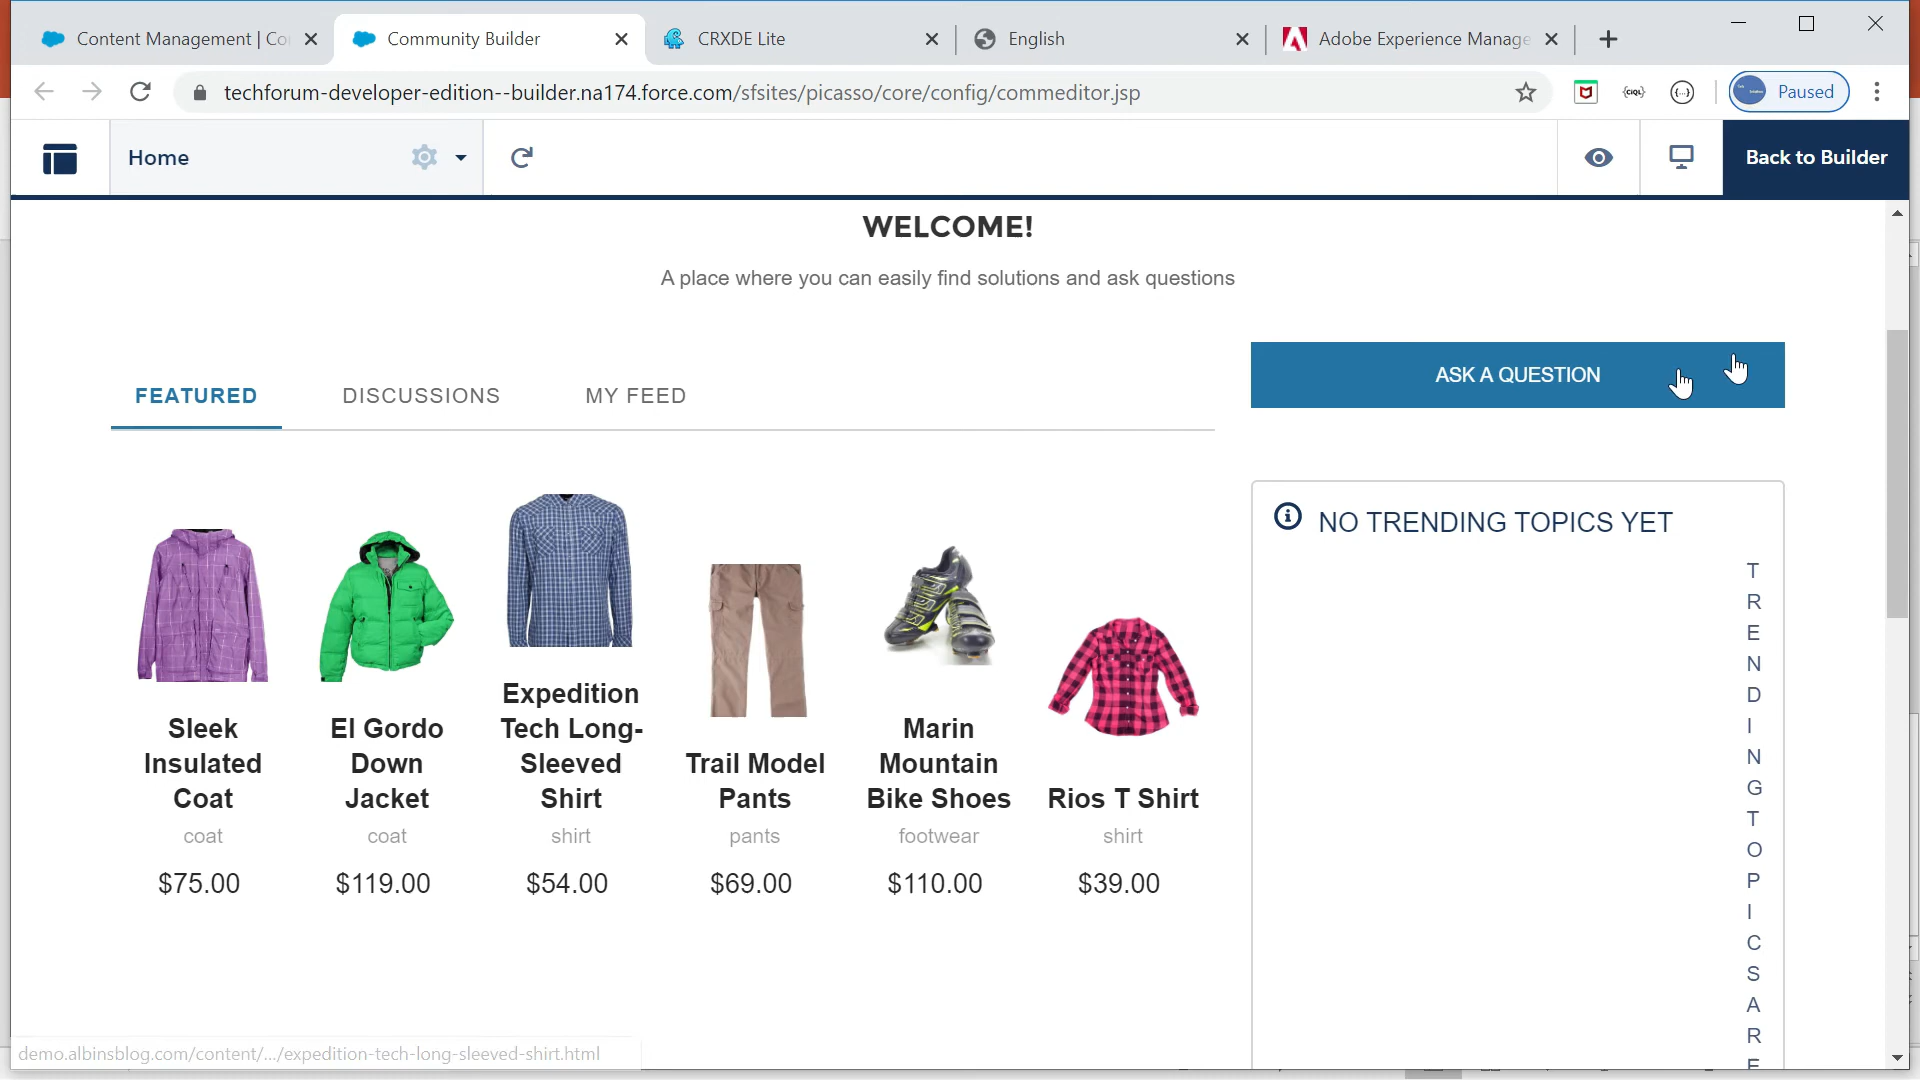 Content Management | Co
Community Builder
CRXDE Lite
English
Adobe Experience Manage
techforum-developer-edition--builder.na174.force.com/sfsites/picasso/core/config/commeditor.jsp
CIQL
Paused
Home
Back to Builder
WELCOME!
A place where you can easily find solutions and ask questions
FEATURED
DISCUSSIONS
MY FEED
ASK A QUESTION
NO TRENDING TOPICS YET
T
R
E
N
D
I
N
G
T
O
P
I
C
S
A
R
E
Sleek
Insulated
Coat
coat
$75.00
El Gordo
Down
Jacket
coat
$119.00
Expedition
Tech Long-
Sleeved
Shirt
shirt
$54.00
Trail Model
Pants
pants
$69.00
Marin
Mountain
Bike Shoes
footwear
$110.00
Rios T Shirt
shirt
$39.00
demo.albinsblog.com/content/.../expedition-tech-long-sleeved-shirt.html